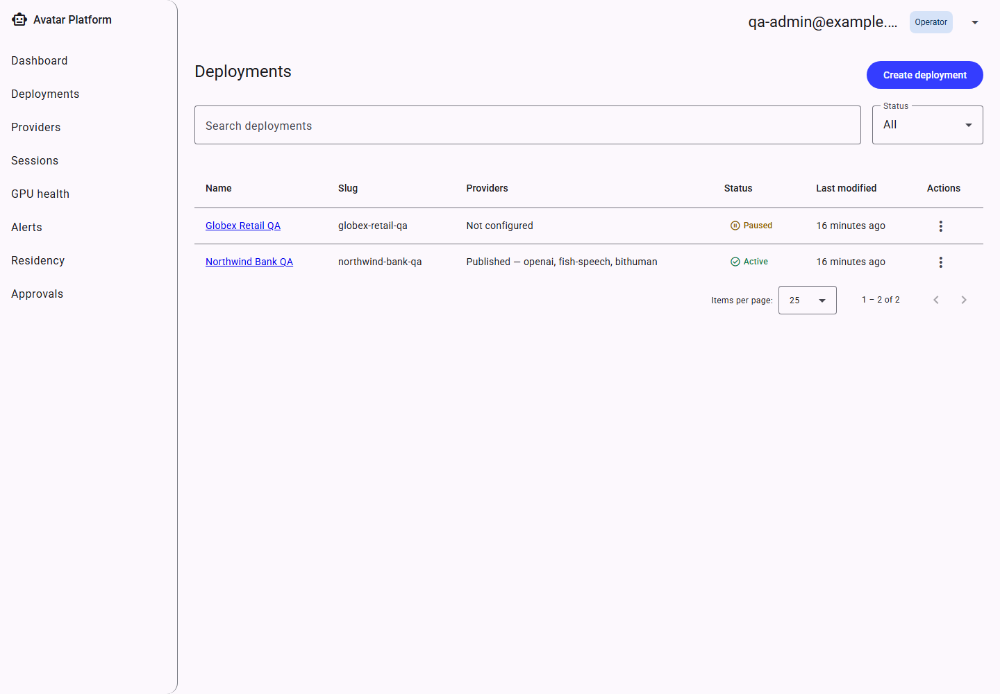 Avatar Platform
qa-admin@example.... Operator
Dashboard
Deployments
Providers
Sessions
GPU health
Alerts
Residency
Approvals
Deployments
Create deployment
Search deployments
Status
All
Name Slug Providers Status Last modified Actions
Globex Retail QA globex-retail-qa Not configured Paused 16 minutes ago
Northwind Bank QA northwind-bank-qa Published — openai, fish-speech, bithuman Active 16 minutes ago
Items per page: 25 1 – 2 of 2